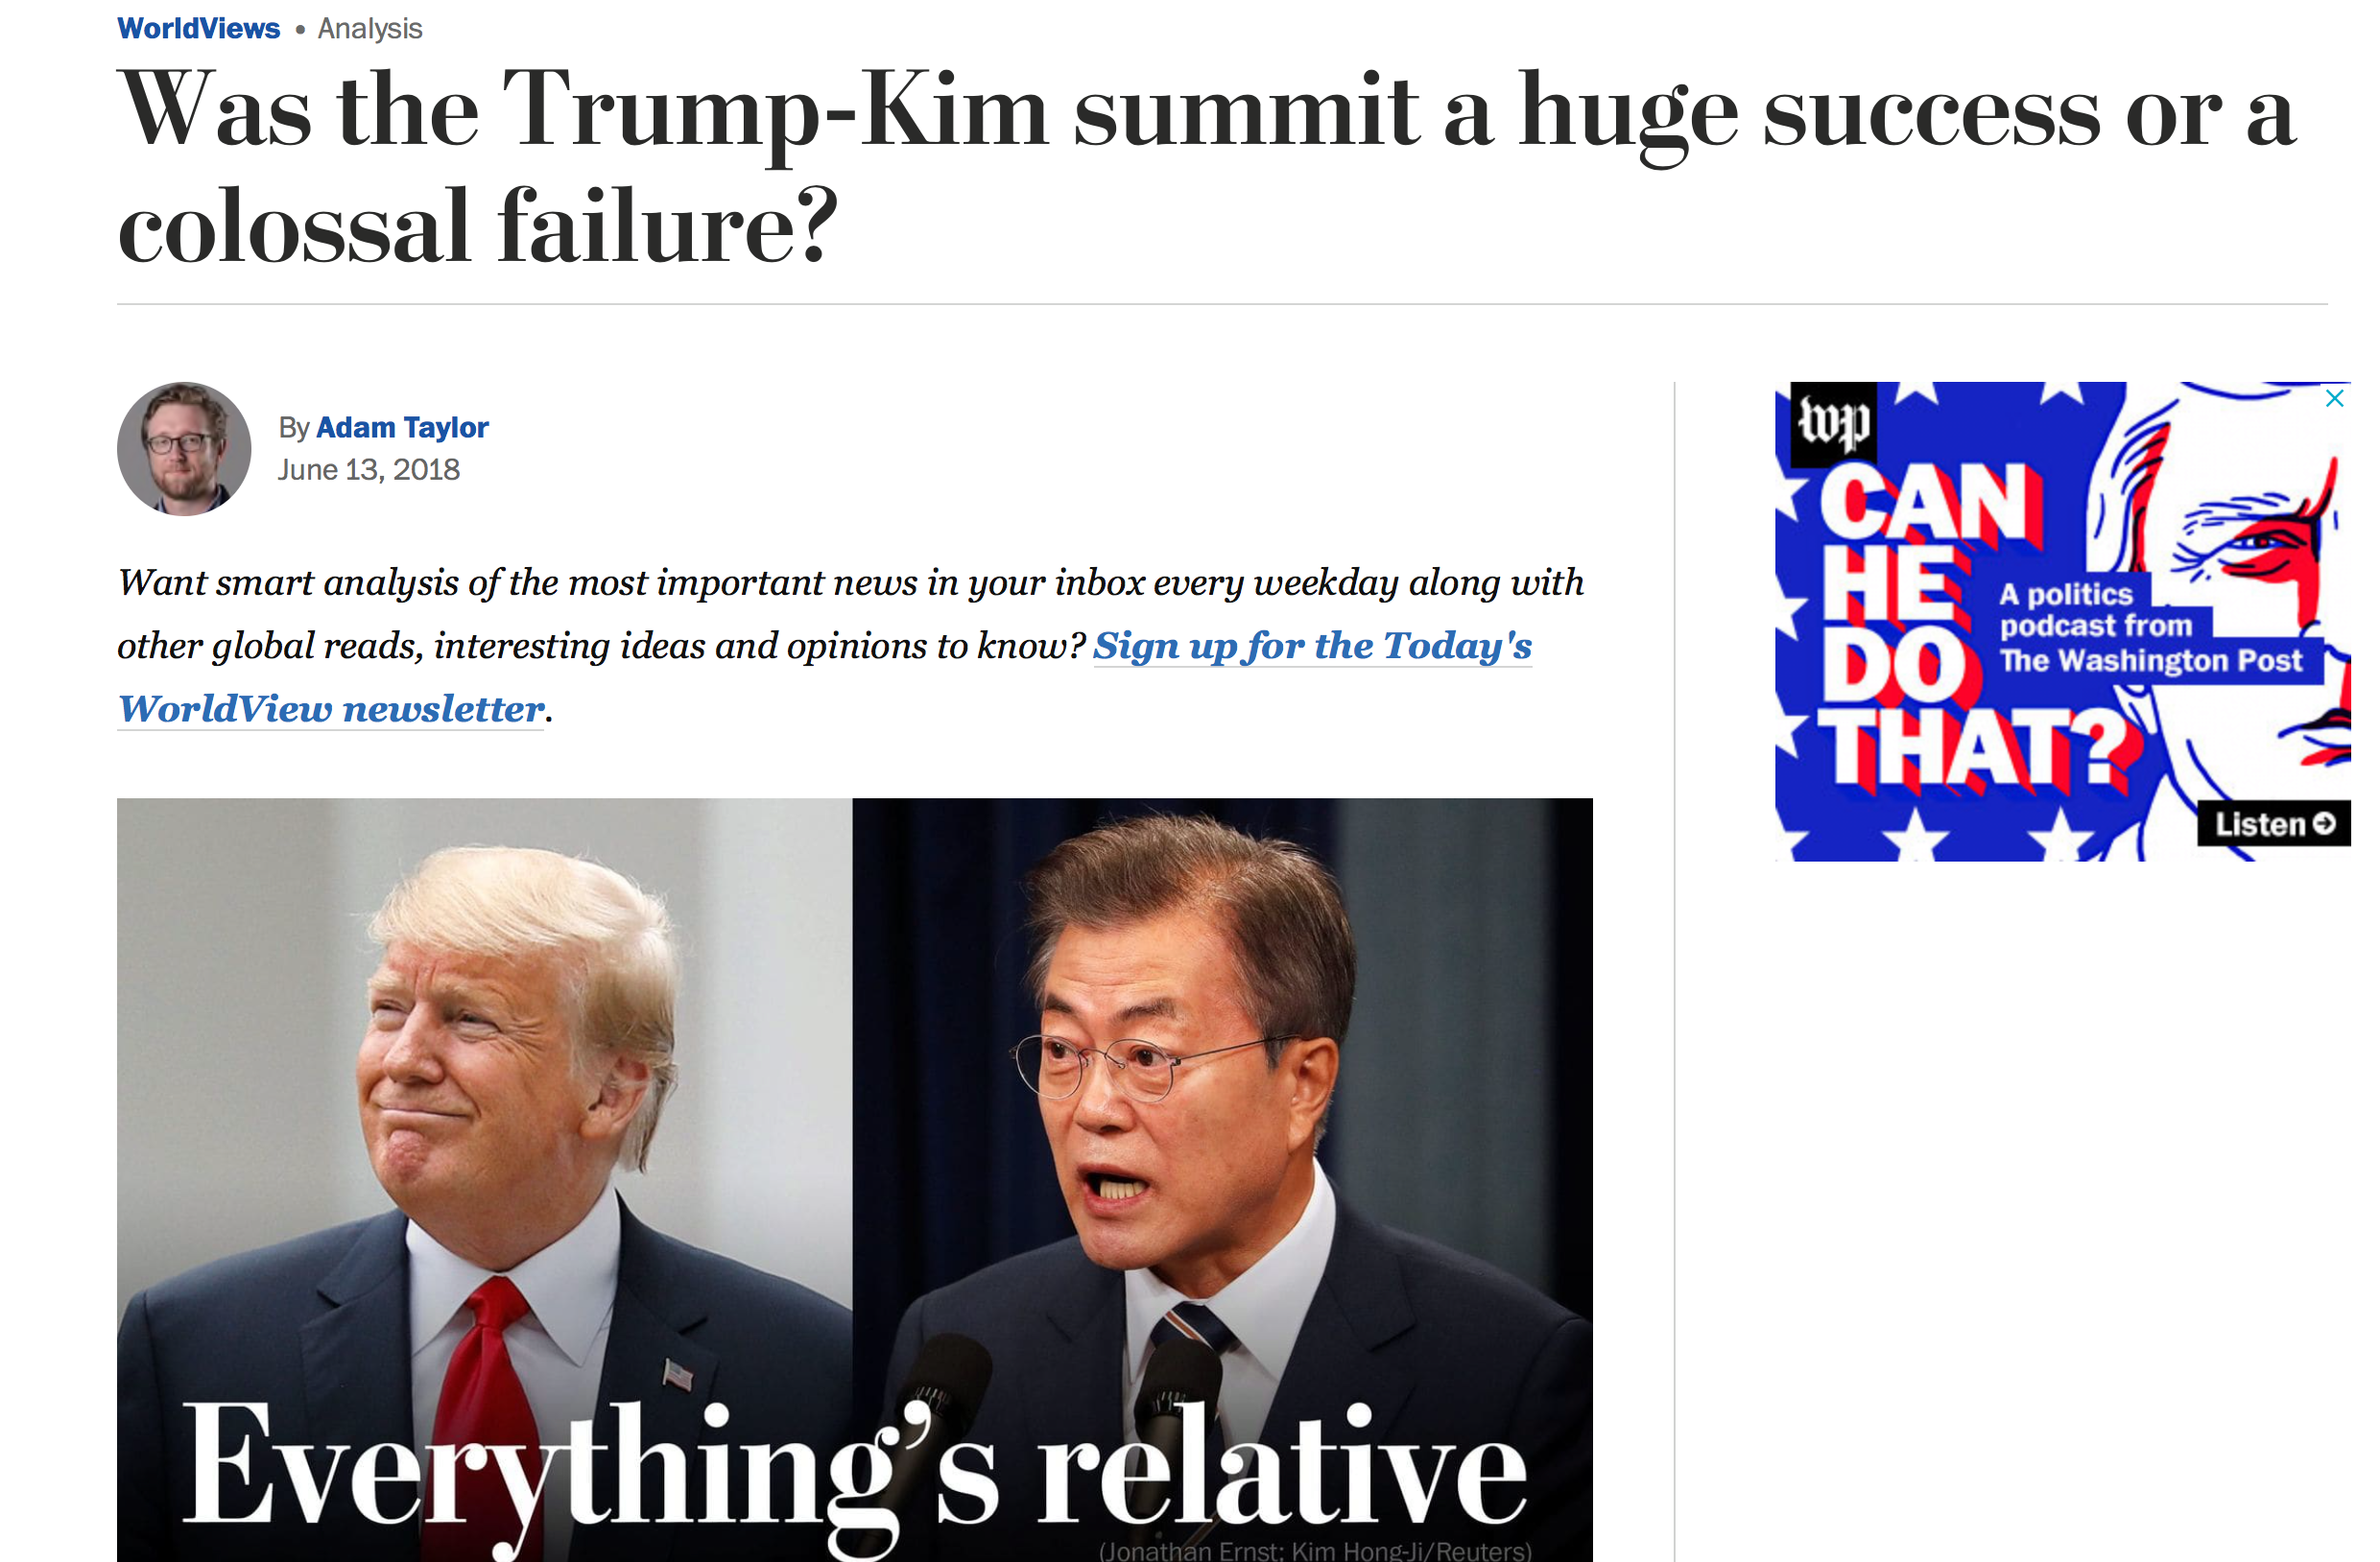 WorldViews • Analysis
Was the Trump-Kim summit a huge success or a
colossal failure?
By Adam Taylor
June 13, 2018
Want smart analysis of the most important news in your inbox every weekday along with
other global reads, interesting ideas and opinions to know? Sign up for the Today's
WorldView newsletter.
Everything's relative
(Jonathan Ernst; Kim Hong-Ji/Reuters)
wp
CAN
HE
DO
THAT?
A politics
podcast from
The Washington Post
Listen